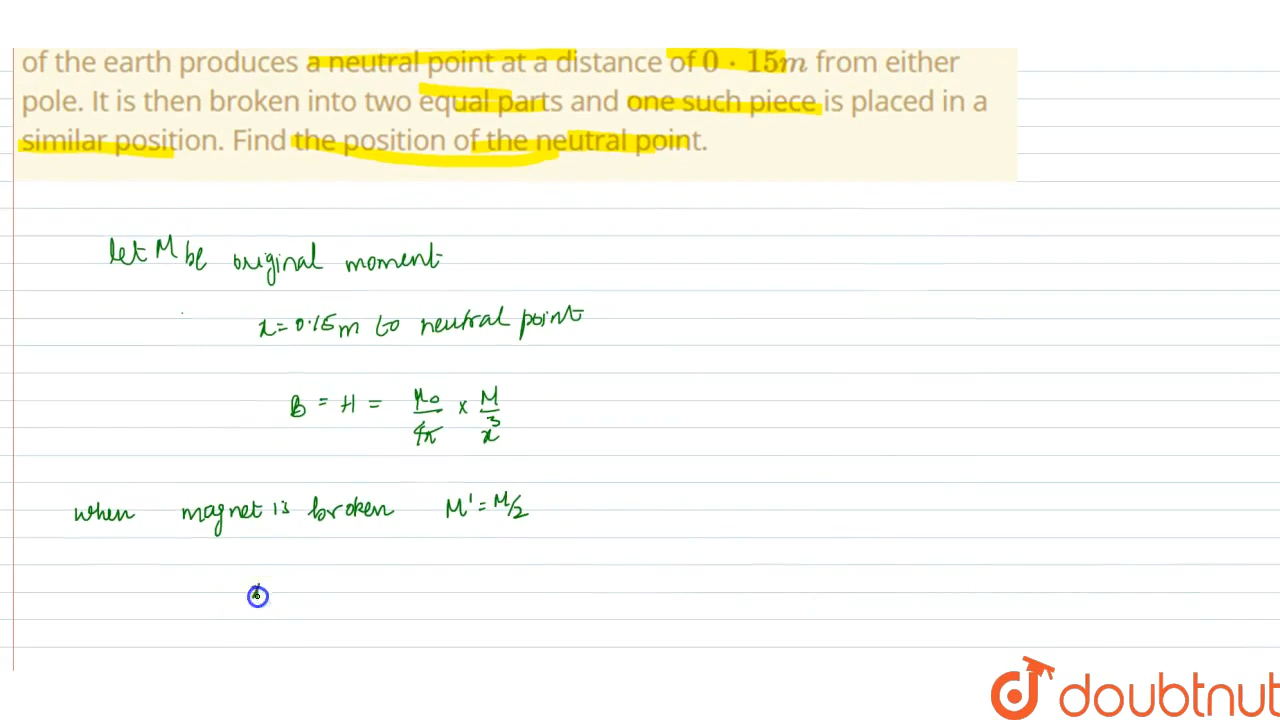 of the earth produces a neutral point at a distance of 0 · 15m from either
pole. It is then broken into two equal parts and one such piece is placed in a
similar position. Find the position of the neutral point.
let M be original moment
x = 0.15m to neutral point
B = H = μ0/4π × M/x³
when magnet is broken M' = M/2
doubtnut